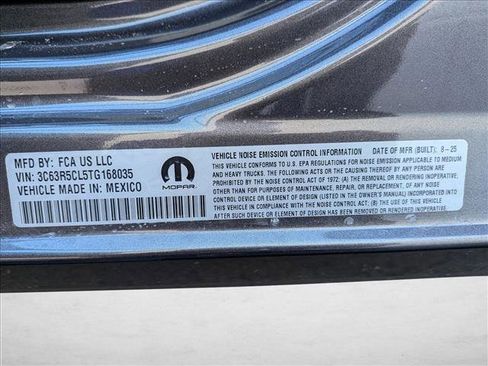 MFD BY: FCA US LLC
VIN: 3C63R5CL5TG168035
VEHICLE MADE IN: MEXICO
MOPAR
VEHICLE NOISE EMISSION CONTROL INFORMATION DATE OF MFR (BUILT): 8-25
THIS VEHICLE CONFORMS TO U.S. EPA REGULATIONS FOR NOISE EMISSION APPLICABLE TO MEDIUM
AND HEAVY TRUCKS. THE FOLLOWING ACTS OR THE CAUSING THEREOF BY ANY PERSON ARE
PROHIBITED BY THE NOISE CONTROL ACT OF 1972; (A) THE REMOVAL OR RENDERING INOPERATIVE,
OTHER THAN FOR PURPOSES OF MAINTENANCE, REPAIR, OR REPLACEMENT, OF ANY NOISE CONTROL
DEVICE OR ELEMENT OF DESIGN (LISTED IN THE OWNER'S MANUAL) INCORPORATED INTO
THIS VEHICLE IN COMPLIANCE WITH THE NOISE CONTROL ACT; (B) THE USE OF THIS VEHICLE AFTER
SUCH DEVICE OR ELEMENT OF DESIGN HAS BEEN REMOVED OR RENDERED INOPERATIVE.